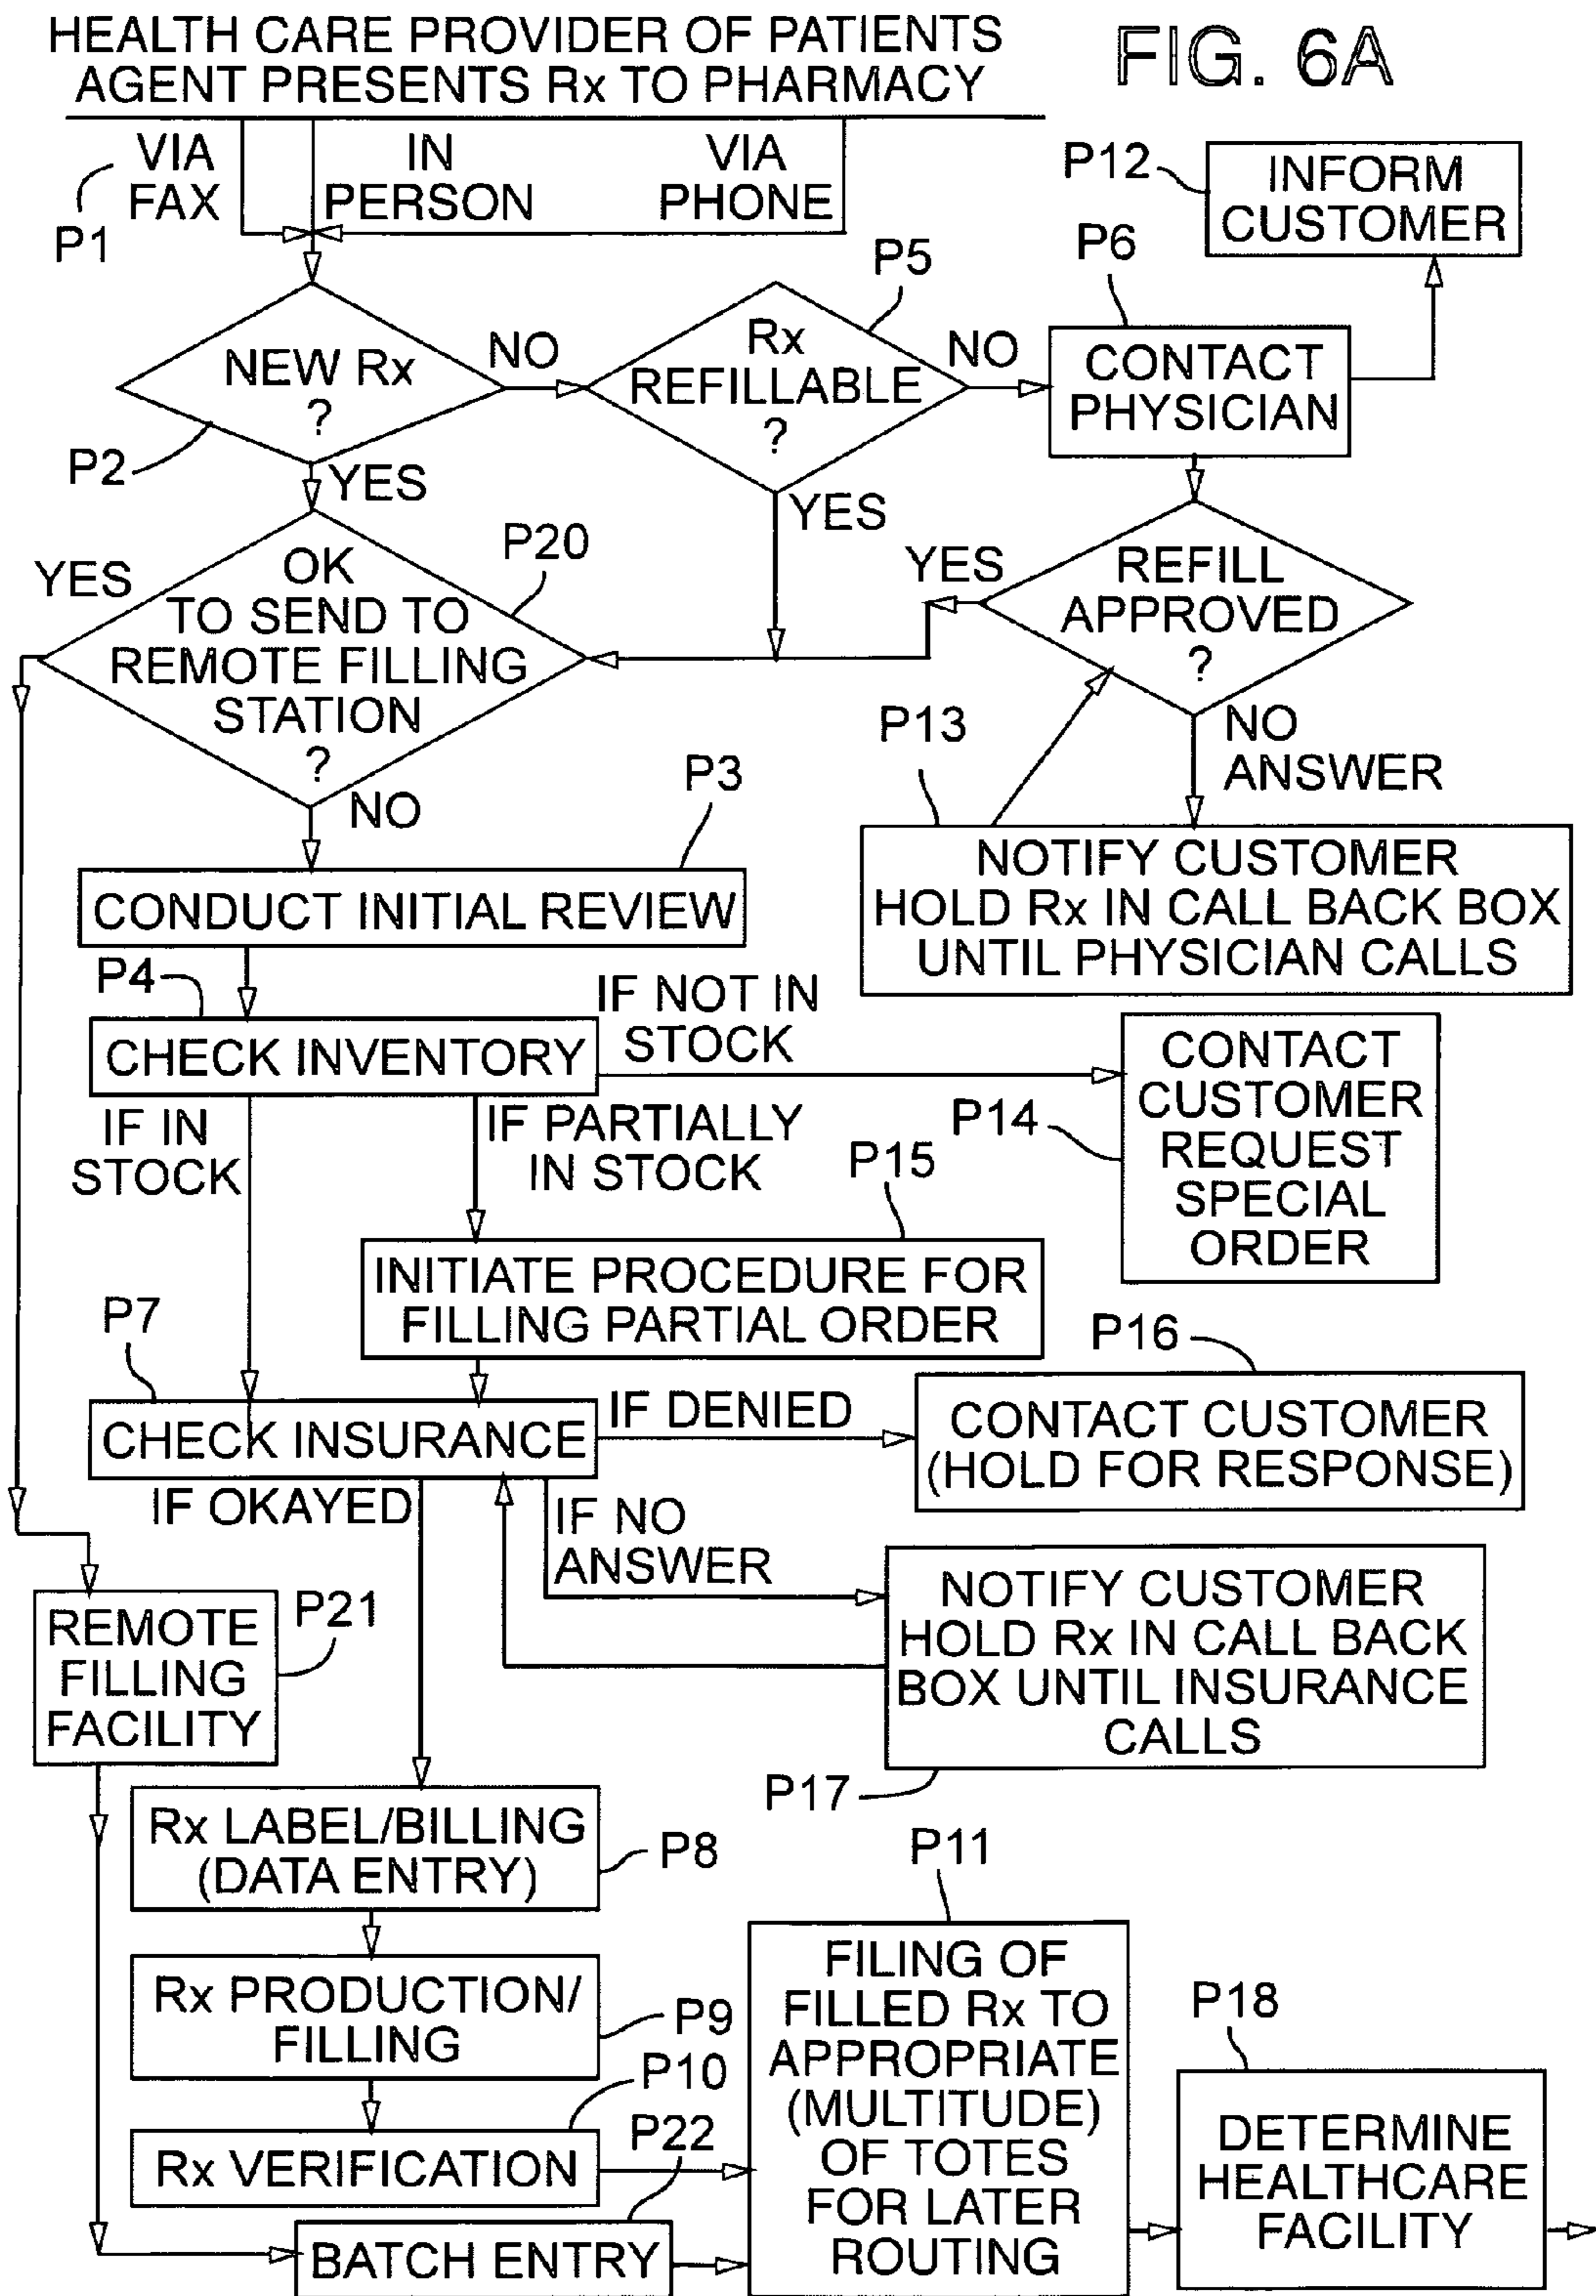 HEALTH CARE PROVIDER OF PATIENTS
AGENT PRESENTS Rx TO PHARMACY
FIG. 6A
VIA
FAX
IN
PERSON
VIA
PHONE
P1
P12
INFORM
CUSTOMER
P2
NEW Rx
?
NO
YES
P5
Rx
REFILLABLE
?
NO
YES
P6
CONTACT
PHYSICIAN
P20
OK
TO SEND TO
REMOTE FILLING
STATION
?
YES
NO
REFILL
APPROVED
?
YES
NO
ANSWER
P13
NOTIFY CUSTOMER
HOLD Rx IN CALL BACK BOX
UNTIL PHYSICIAN CALLS
P3
CONDUCT INITIAL REVIEW
P4
CHECK INVENTORY
IF NOT IN
STOCK
IF IN
STOCK
IF PARTIALLY
IN STOCK
P14
CONTACT
CUSTOMER
REQUEST
SPECIAL
ORDER
P15
INITIATE PROCEDURE FOR
FILLING PARTIAL ORDER
P7
CHECK INSURANCE
IF DENIED
P16
CONTACT CUSTOMER
(HOLD FOR RESPONSE)
IF OKAYED
IF NO
ANSWER
NOTIFY CUSTOMER
HOLD Rx IN CALL BACK
BOX UNTIL INSURANCE
CALLS
P17
REMOTE
FILLING
FACILITY
P21
Rx LABEL/BILLING
(DATA ENTRY)
P8
Rx PRODUCTION/
FILLING
P9
P10
Rx VERIFICATION
P22
BATCH ENTRY
P11
FILING OF
FILLED Rx TO
APPROPRIATE
(MULTITUDE)
OF TOTES
FOR LATER
ROUTING
P18
DETERMINE
HEALTHCARE
FACILITY